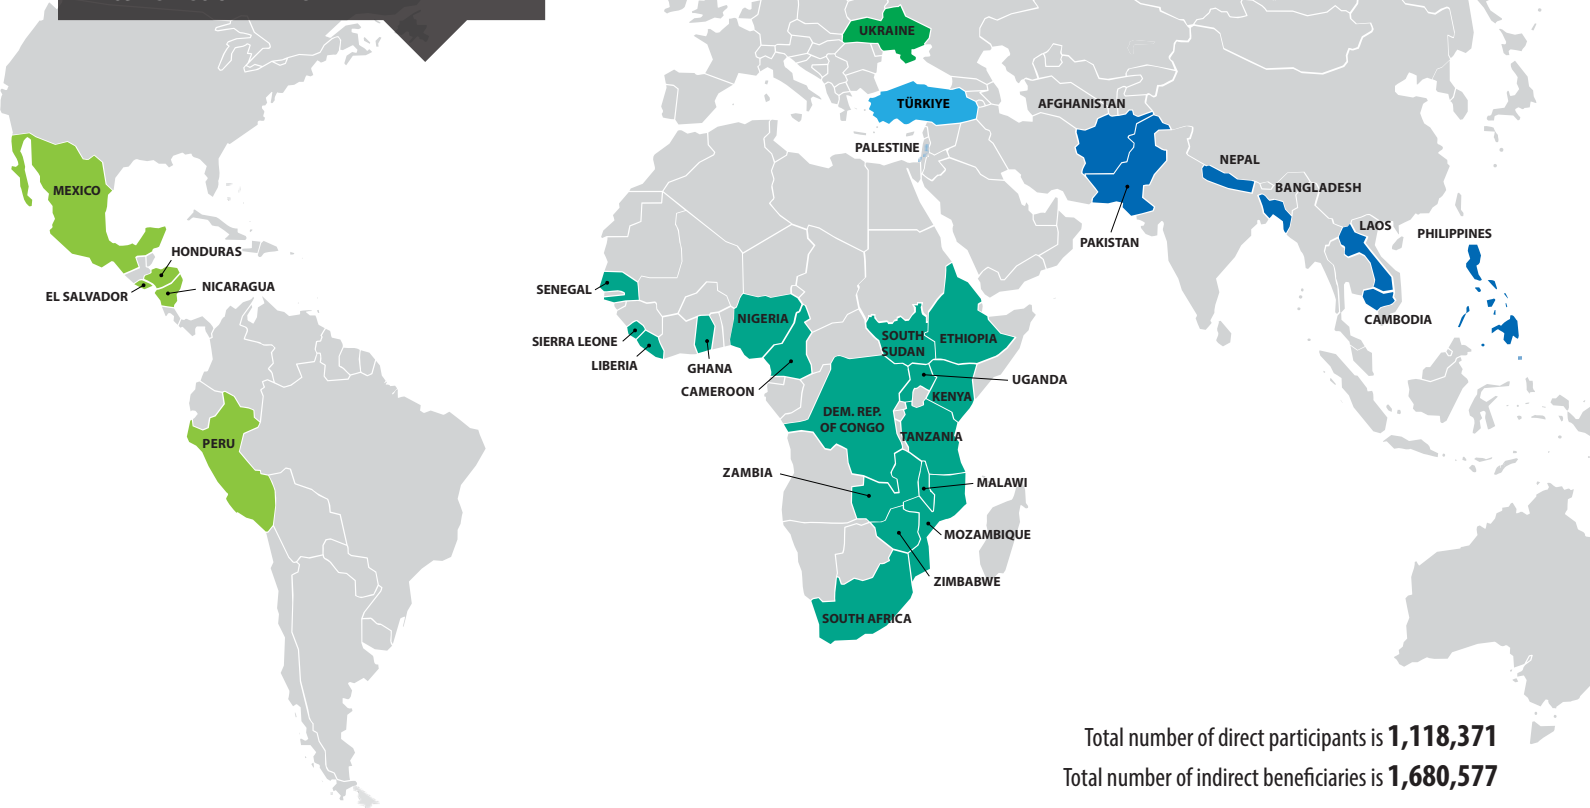 UKRAINE
TÜRKIYE
AFGHANISTAN
PALESTINE
NEPAL
BANGLADESH
MEXICO
LAOS
PHILIPPINES
PAKISTAN
HONDURAS
NICARAGUA
EL SALVADOR
SENEGAL
NIGERIA
CAMBODIA
SIERRA LEONE
SOUTH
SUDAN
ETHIOPIA
LIBERIA
GHANA
CAMEROON
UGANDA
KENYA
DEM. REP.
OF CONGO
TANZANIA
PERU
ZAMBIA
MALAWI
MOZAMBIQUE
ZIMBABWE
SOUTH AFRICA
Total number of direct participants is 1,118,371
Total number of indirect beneficiaries is 1,680,577